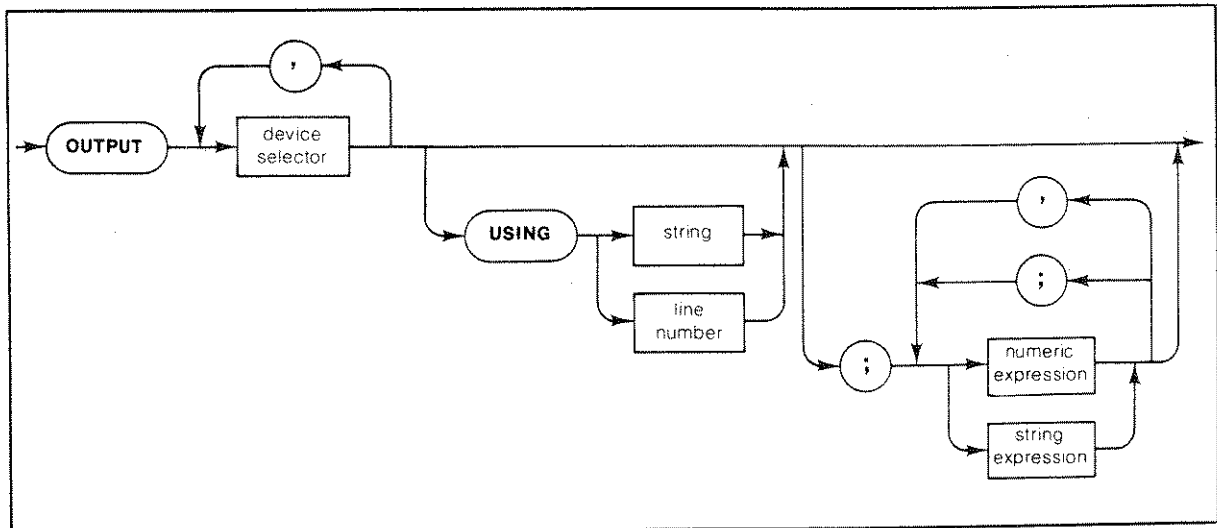 ,
OUTPUT
device
selector
USING
string
line
number
,
;
;
numeric
expression
string
expression